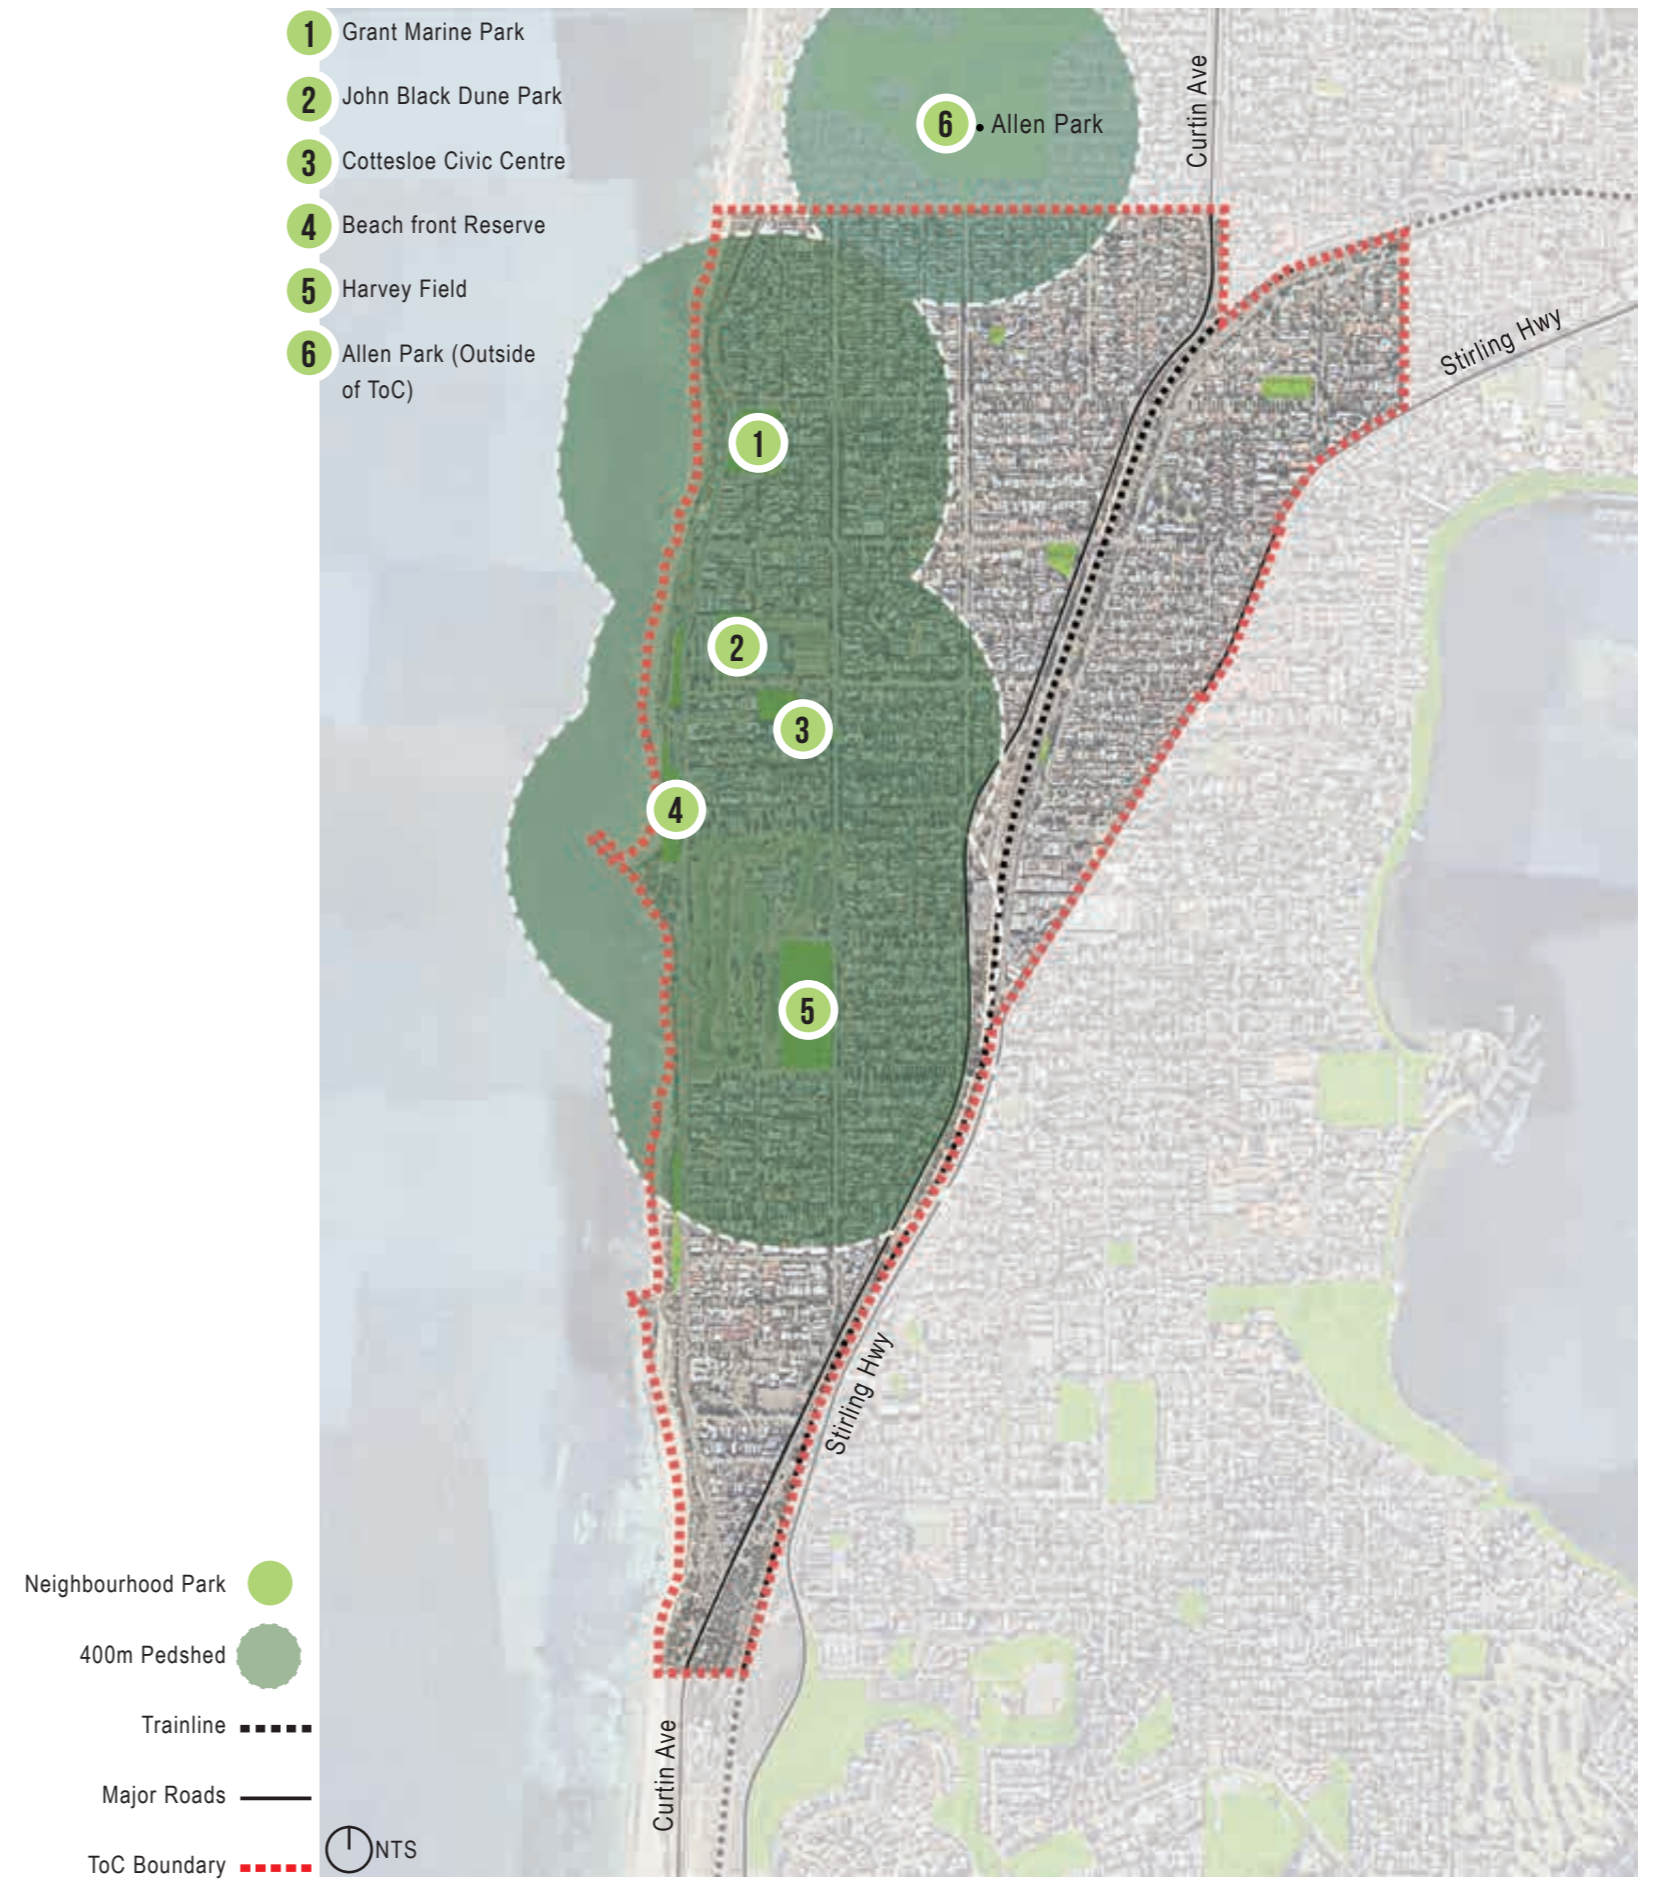 1 Grant Marine Park
2 John Black Dune Park
3 Cottesloe Civic Centre
4 Beach front Reserve
5 Harvey Field
6 Allen Park (Outside
of ToC)
6 Allen Park
Curtin Ave
Stirling Hwy
1
2
3
4
5
Stirling Hwy
Curtin Ave
Neighbourhood Park
400m Pedshed
Trainline
Major Roads
ToC Boundary
NTS